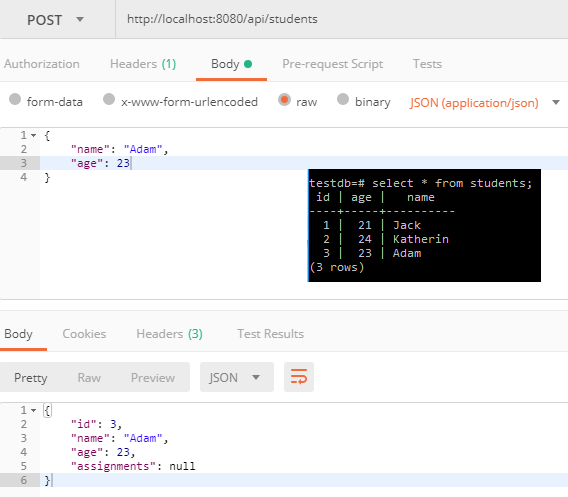 POST http://localhost:8080/api/students
Authorization Headers (1) Body Pre-request Script Tests
form-data x-www-form-urlencoded raw binary JSON (application/json)
1 {
2 "name": "Adam",
3 "age": 23
4 }
testdb=# select * from students;
id | age | name
----+-----+----------
1 | 21 | Jack
2 | 24 | Katherin
3 | 23 | Adam
(3 rows)
Body Cookies Headers (3) Test Results
Pretty Raw Preview JSON
1 {
2 "id": 3,
3 "name": "Adam",
4 "age": 23,
5 "assignments": null
6 }